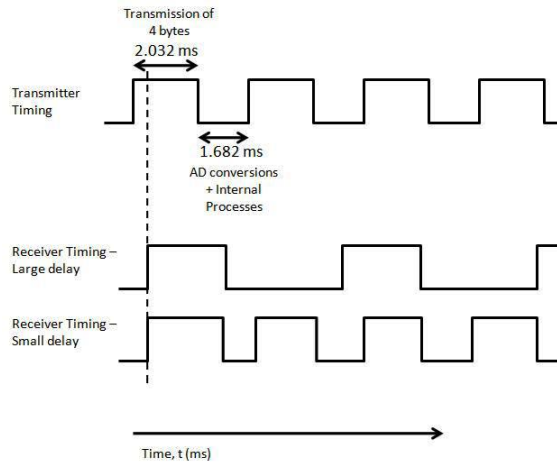 Transmission of
4 bytes
2.032 ms
Transmitter
Timing
1.682 ms
AD conversions
+ Internal
Processes
Receiver Timing –
Large delay
Receiver Timing –
Small delay
Time, t (ms)